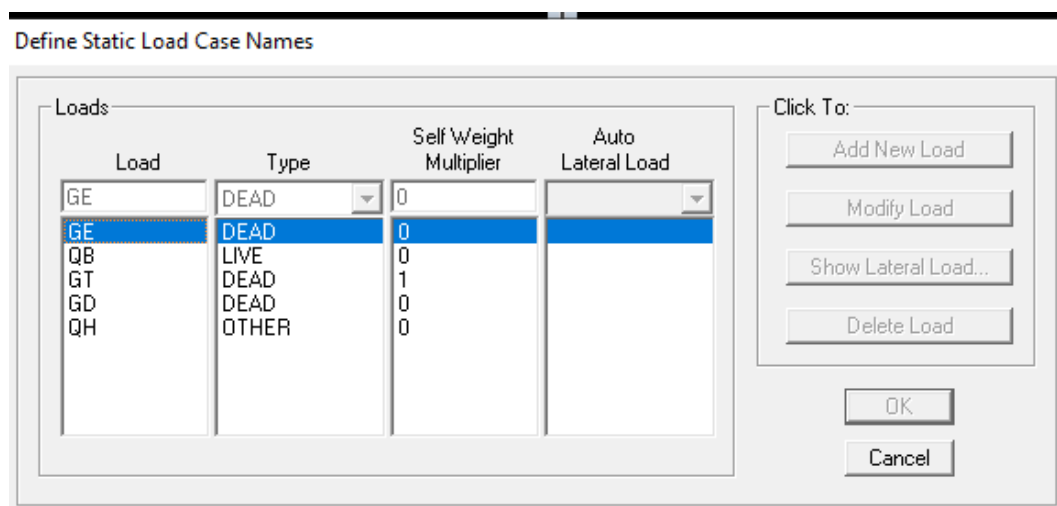 Define Static Load Case Names
Loads
Load Type Self Weight Multiplier Auto Lateral Load
GE DEAD 0
GE DEAD 0
QB LIVE 0
GT DEAD 1
GD DEAD 0
QH OTHER 0
Click To:
Add New Load
Modify Load
Show Lateral Load...
Delete Load
OK
Cancel